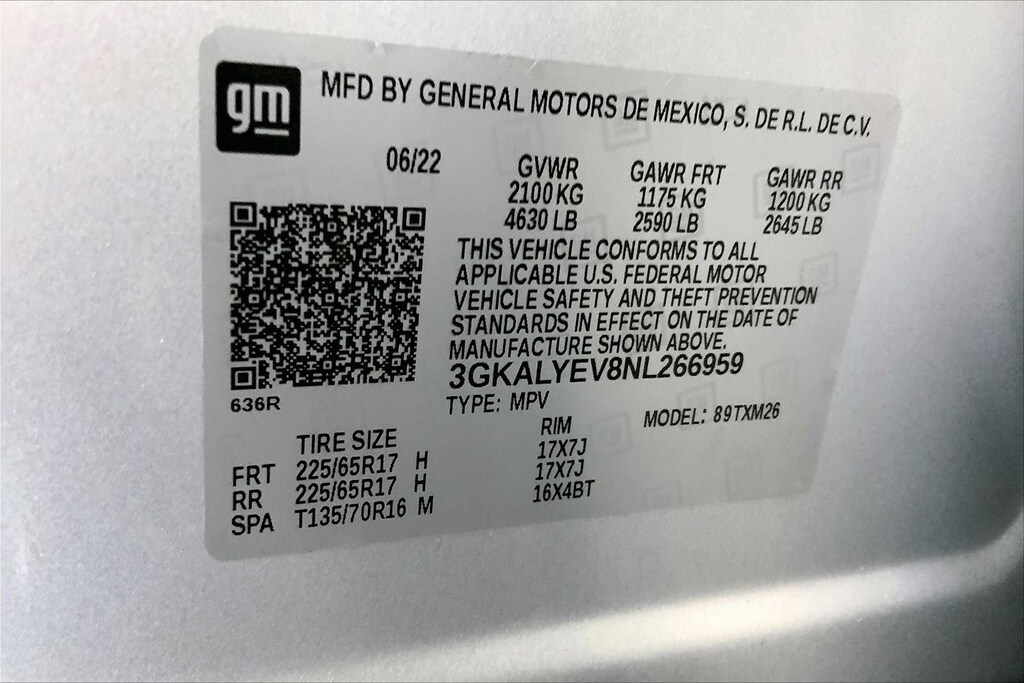 gm
MFD BY GENERAL MOTORS DE MEXICO, S. DE R.L. DE C.V.
06/22 GVWR GAWR FRT GAWR RR
2100 KG 1175 KG 1200 KG
4630 LB 2590 LB 2645 LB
THIS VEHICLE CONFORMS TO ALL
APPLICABLE U.S. FEDERAL MOTOR
VEHICLE SAFETY AND THEFT PREVENTION
STANDARDS IN EFFECT ON THE DATE OF
MANUFACTURE SHOWN ABOVE.
3GKALYEV8NL266959
636R
TYPE: MPV MODEL: 89TXM26
TIRE SIZE RIM
FRT 225/65R17 H 17X7J
RR 225/65R17 H 17X7J
SPA T135/70R16 M 16X4BT